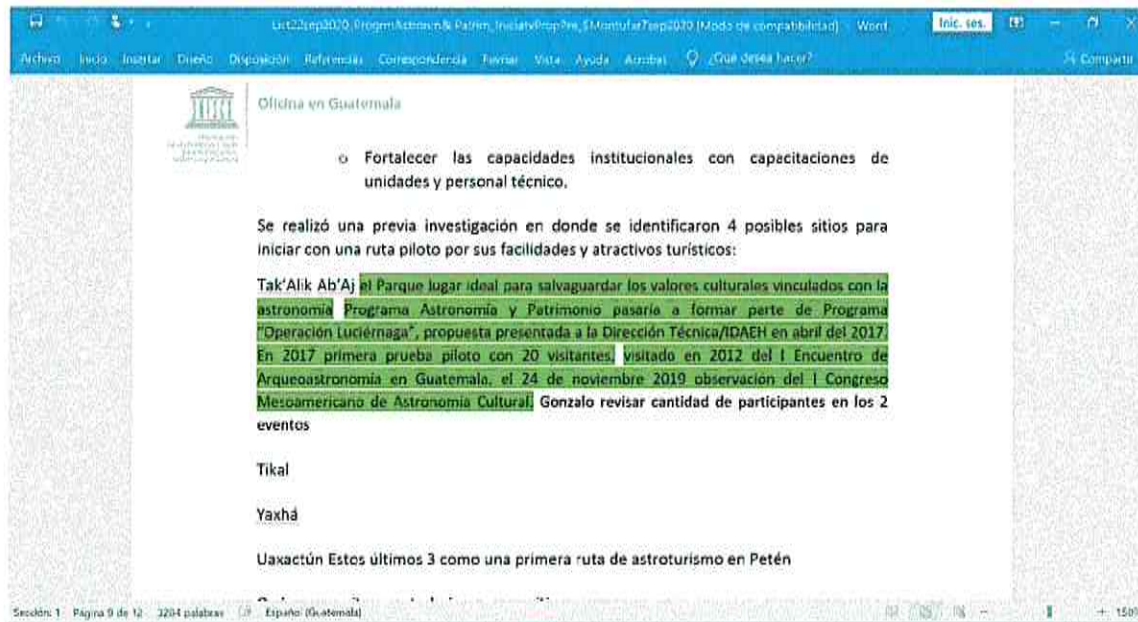 Inic. ses.
Archivo Inicio Insertar Diseño Disposición Referencias Correspondencia Revisar Vista Ayuda Acrobat ¿Qué desea hacer? Compartir
Oficina en Guatemala
o Fortalecer las capacidades institucionales con capacitaciones de
unidades y personal técnico.
Se realizó una previa investigación en donde se identificaron 4 posibles sitios para
iniciar con una ruta piloto por sus facilidades y atractivos turísticos:
Tak'Alik Ab'Aj el Parque lugar ideal para salvaguardar los valores culturales vinculados con la
astronomía Programa Astronomía y Patrimonio pasaría a formar parte de Programa
"Operación Luciérnaga", propuesta presentada a la Dirección Técnica/IDAEH en abril del 2017.
En 2017 primera prueba piloto con 20 visitantes, visitado en 2012 del I Encuentro de
Arqueoastronomía en Guatemala, el 24 de noviembre 2019 observación del I Congreso
Mesoamericano de Astronomía Cultural. Gonzalo revisar cantidad de participantes en los 2
eventos
Tikal
Yaxhá
Uaxactún Estos últimos 3 como una primera ruta de astroturismo en Petén
Sección: 1 Página 9 de 12 3204 palabras Español (Guatemala) 150%